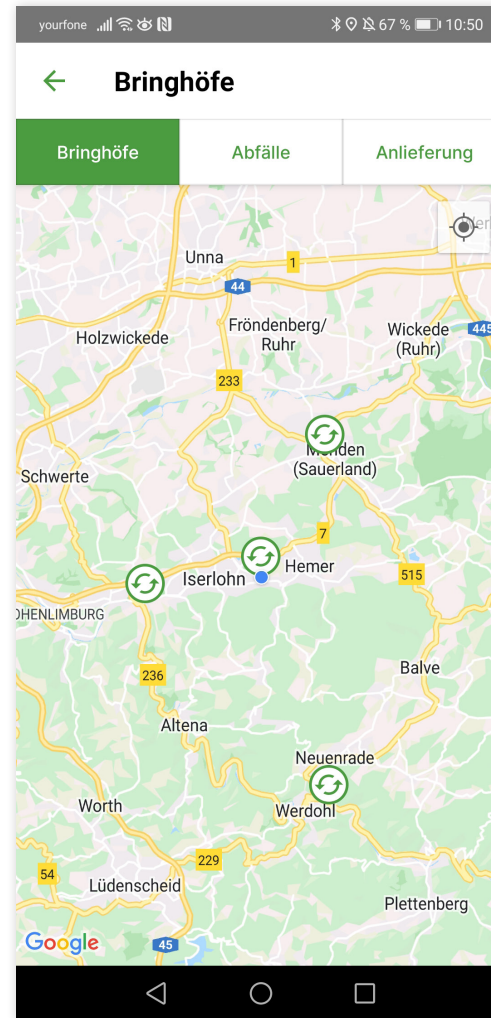 yourfone 67 % 10:50
Bringhöfe
Bringhöfe Abfälle Anlieferung
Unna
1
44
Fröndenberg/
Ruhr
Wickede
(Ruhr)
445
Holzwickede
233
Menden
(Sauerland)
Schwerte
7
Hemer
Iserlohn
515
OHENLIMBURG
236
Balve
Altena
Neuenrade
Worth
Werdohl
229
54
Lüdenscheid
Plettenberg
Google
45